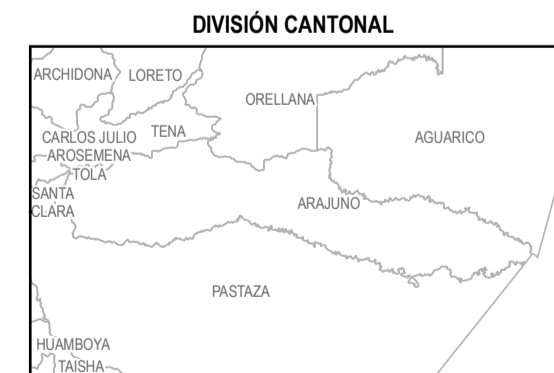 DIVISIÓN CANTONAL
ARCHIDONA
LORETO
ORELLANA
CARLOS JULIO
AROSEMENA
TOLA
TENA
AGUARICO
SANTA
CLARA
ARAJUNO
PASTAZA
HUAMBOYA
TAISHA